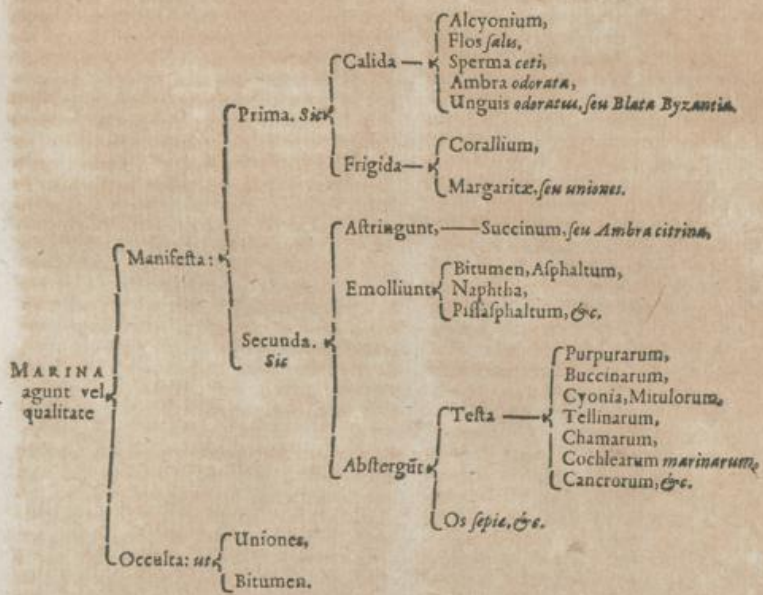 MARINA
agunt vel
qualitate
Manifeſta:
Prima. Sic
Calida
Alcyonium,
Flos ſalis,
Sperma ceti,
Ambra odorata,
Unguis odoratus, ſeu Blata Byzantia.
Frigida
Corallium,
Margaritæ, ſeu uniones.
Secunda.
Sic
Aſtringunt, Succinum, ſeu Ambra citrina,
Emolliunt
Bitumen, Aſphaltum,
Naphtha,
Piſſaſphaltum, &c.
Abſtergūt
Teſta
Purpurarum,
Buccinarum,
Cyonia, Mitulorum,
Tellinarum,
Chamarum,
Cochlearum marinarum,
Cancrorum, &c.
Os ſepiæ, &c.
Occulta: ut
Uniones,
Bitumen.